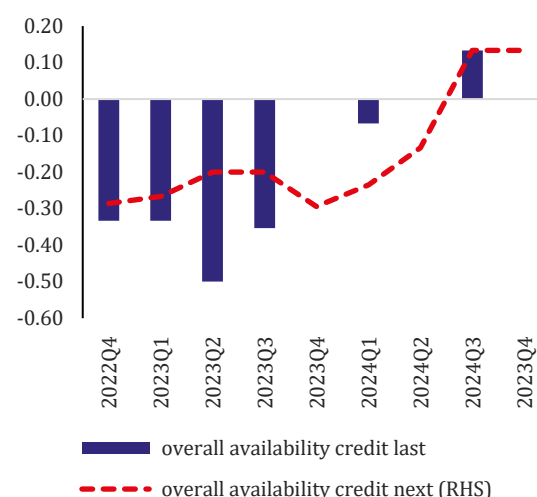 0.20
0.10
0.00
-0.10
-0.20
-0.30
-0.40
-0.50
-0.60
2022Q4
2023Q1
2023Q2
2023Q3
2023Q4
2024Q1
2024Q2
2024Q3
2023Q4
overall availability credit last
overall availability credit next (RHS)